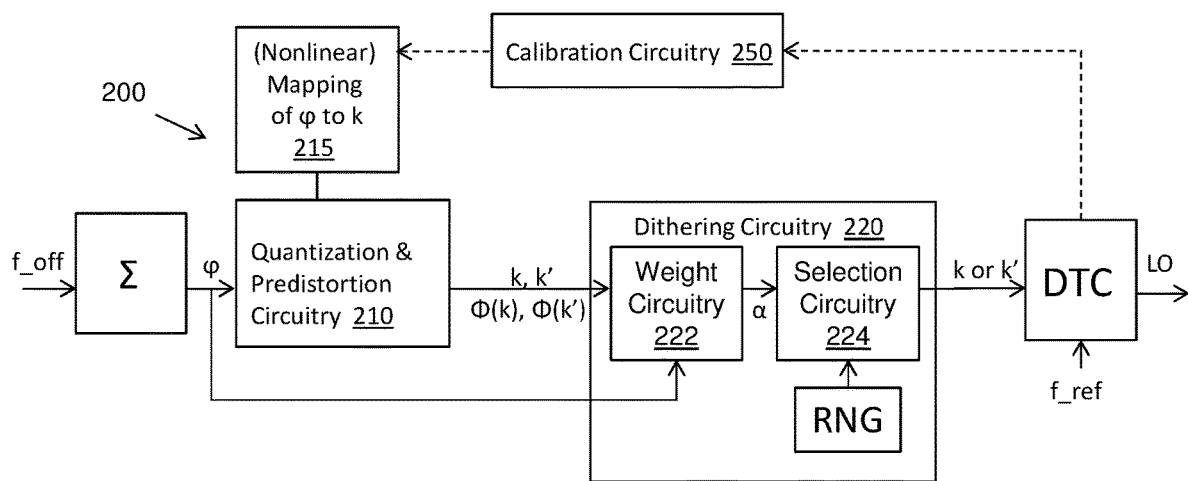 (Nonlinear)
Mapping
of φ to k
215
Calibration Circuitry 250
200
f_off
Σ
φ
Quantization &
Predistortion
Circuitry 210
k, k’
Φ(k), Φ(k’)
Dithering Circuitry 220
Weight
Circuitry
222
α
Selection
Circuitry
224
RNG
k or k’
DTC
LO
f_ref